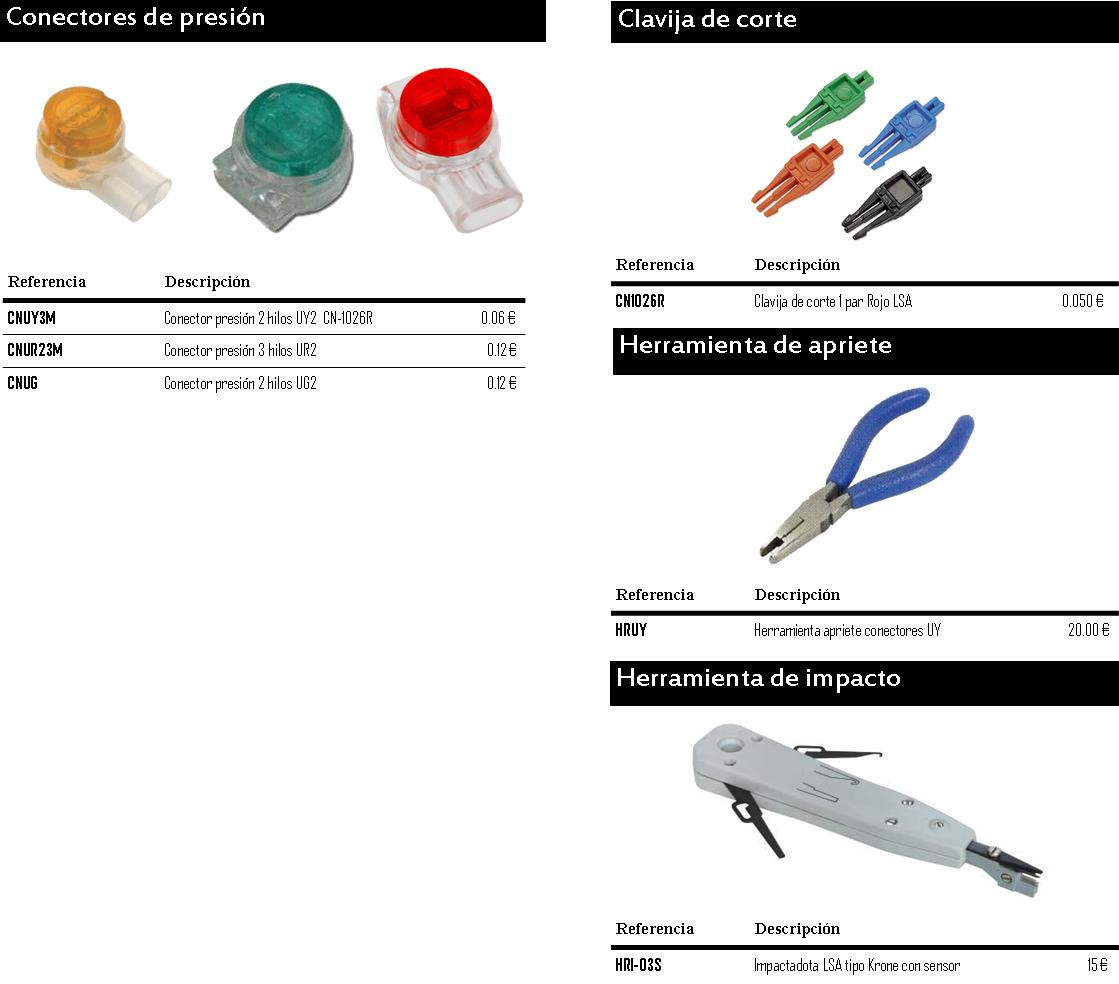 Conectores de presión
Referencia Descripción
CNUY3M Conector presión 2 hilos UY2 CN-1026R 0.06 €
CNUR23M Conector presión 3 hilos UR2 0.12 €
CNUG Conector presión 2 hilos UG2 0.12 €
Clavija de corte
Referencia Descripción
CN1026R Clavija de corte 1 par Rojo LSA 0.050 €
Herramienta de apriete
Referencia Descripción
HRUY Herramienta apriete conectores UY 20.00 €
Herramienta de impacto
Referencia Descripción
HRI-03S Impactadota LSA tipo Krone con sensor 15 €